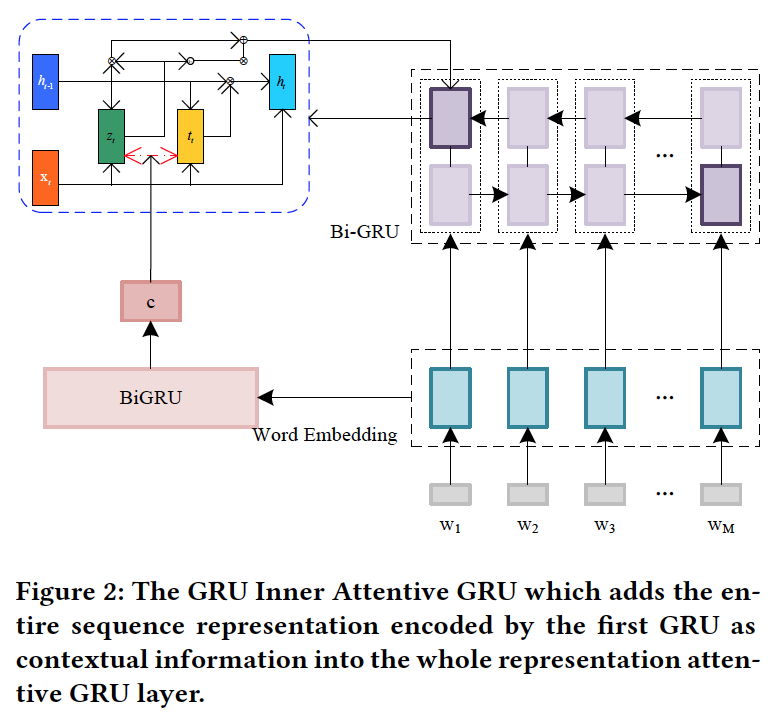 h_{t-1}
z_t
t_t
h_t
x_t
...
Bi-GRU
c
BiGRU
Word Embedding
...
...
w_1
w_2
w_3
w_M
Figure 2: The GRU Inner Attentive GRU which adds the en-
tire sequence representation encoded by the first GRU as
contextual information into the whole representation atten-
tive GRU layer.